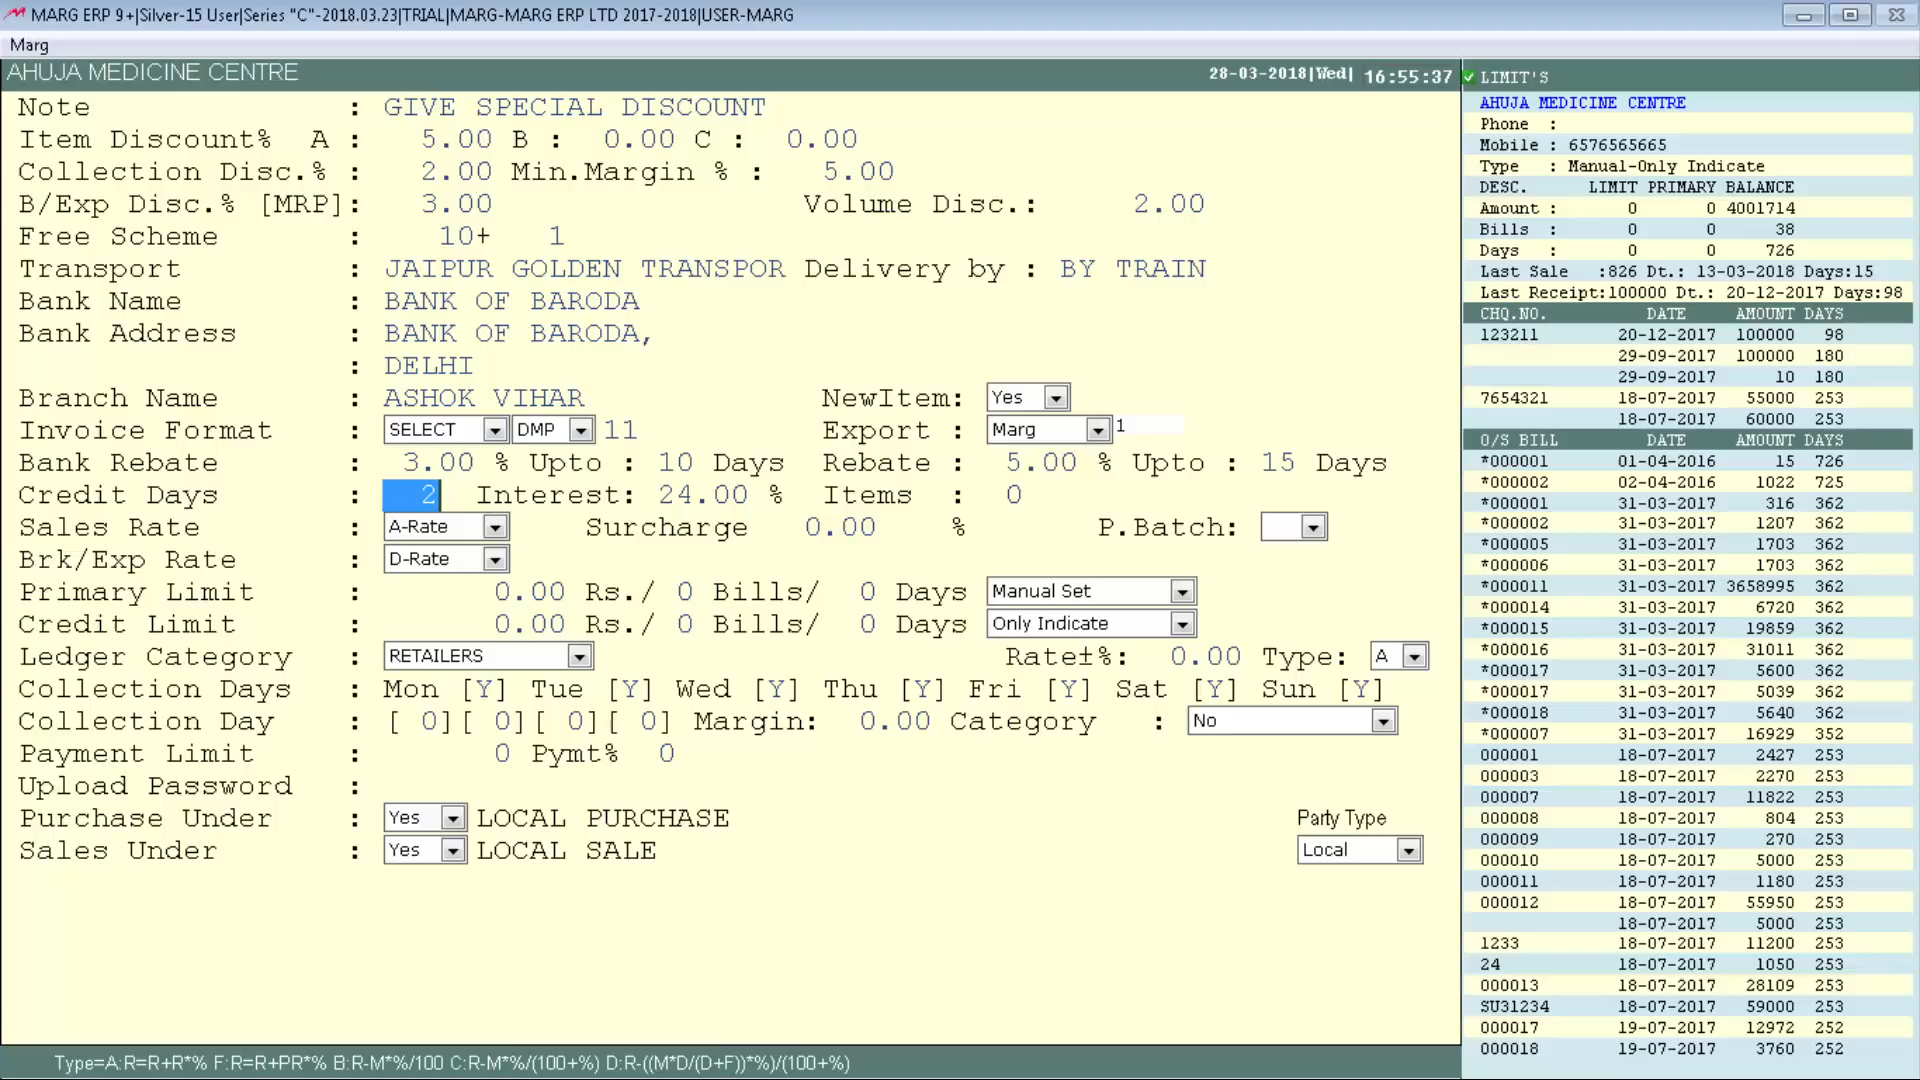 MARG ERP 9+|Silver-15 User|Series "C"-2018.03.23|TRIAL|MARG-MARG ERP LTD 2017-2018|USER-MARG
Marg
AHUJA MEDICINE CENTRE 28-03-2018|Wed| 16:55:37
Note : GIVE SPECIAL DISCOUNT
Item Discount% A : 5.00 B : 0.00 C : 0.00
Collection Disc.% : 2.00 Min.Margin % : 5.00
B/Exp Disc.% [MRP]: 3.00 Volume Disc.: 2.00
Free Scheme : 10+ 1
Transport : JAIPUR GOLDEN TRANSPOR Delivery by : BY TRAIN
Bank Name : BANK OF BARODA
Bank Address : BANK OF BARODA,
: DELHI
Branch Name : ASHOK VIHAR NewItem: Yes
Invoice Format : SELECT DMP 11 Export : Marg 1
Bank Rebate : 3.00 % Upto : 10 Days Rebate : 5.00 % Upto : 15 Days
Credit Days : 2 Interest: 24.00 % Items : 0
Sales Rate : A-Rate Surcharge 0.00 % P.Batch:
Brk/Exp Rate : D-Rate
Primary Limit : 0.00 Rs./ 0 Bills/ 0 Days Manual Set
Credit Limit : 0.00 Rs./ 0 Bills/ 0 Days Only Indicate
Ledger Category : RETAILERS Rate±%: 0.00 Type: A
Collection Days : Mon [Y] Tue [Y] Wed [Y] Thu [Y] Fri [Y] Sat [Y] Sun [Y]
Collection Day : [ 0][ 0][ 0][ 0] Margin: 0.00 Category : No
Payment Limit : 0 Pymt% 0
Upload Password :
Purchase Under : Yes LOCAL PURCHASE Party Type
Sales Under : Yes LOCAL SALE Local
Type=A:R=R+R*% F:R=R+PR*% B:R-M*%/100 C:R-M*%/(100+%) D:R-((M*D/(D+F))*%)/(100+%)
LIMIT'S
AHUJA MEDICINE CENTRE
Phone :
Mobile : 6576565665
Type : Manual-Only Indicate
DESC. LIMIT PRIMARY BALANCE
Amount : 0 0 4001714
Bills : 0 0 38
Days : 0 0 726
Last Sale :826 Dt.: 13-03-2018 Days:15
Last Receipt:100000 Dt.: 20-12-2017 Days:98
CHQ.NO. DATE AMOUNT DAYS
123211 20-12-2017 100000 98
29-09-2017 100000 180
29-09-2017 10 180
7654321 18-07-2017 55000 253
18-07-2017 60000 253
O/S BILL DATE AMOUNT DAYS
*000001 01-04-2016 15 726
*000002 02-04-2016 1022 725
*000001 31-03-2017 316 362
*000002 31-03-2017 1207 362
*000005 31-03-2017 1703 362
*000006 31-03-2017 1703 362
*000011 31-03-2017 3658995 362
*000014 31-03-2017 6720 362
*000015 31-03-2017 19859 362
*000016 31-03-2017 31011 362
*000017 31-03-2017 5600 362
*000017 31-03-2017 5039 362
*000018 31-03-2017 5640 362
*000007 31-03-2017 16929 352
000001 18-07-2017 2427 253
000003 18-07-2017 2270 253
000007 18-07-2017 11822 253
000008 18-07-2017 804 253
000009 18-07-2017 270 253
000010 18-07-2017 5000 253
000011 18-07-2017 1180 253
000012 18-07-2017 55950 253
18-07-2017 5000 253
1233 18-07-2017 11200 253
24 18-07-2017 1050 253
000013 18-07-2017 28109 253
SU31234 18-07-2017 59000 253
000017 19-07-2017 12972 252
000018 19-07-2017 3760 252